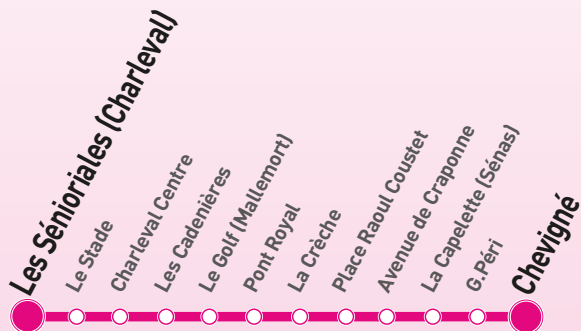 Les Sénioriales (Charleval)
Le Stade
Charleval Centre
Les Cadenières
Le Golf (Mallemort)
Pont Royal
La Crèche
Place Raoul Coustet
Avenue de Craponne
La Capelette (Sénas)
G.Péri
Chevigné